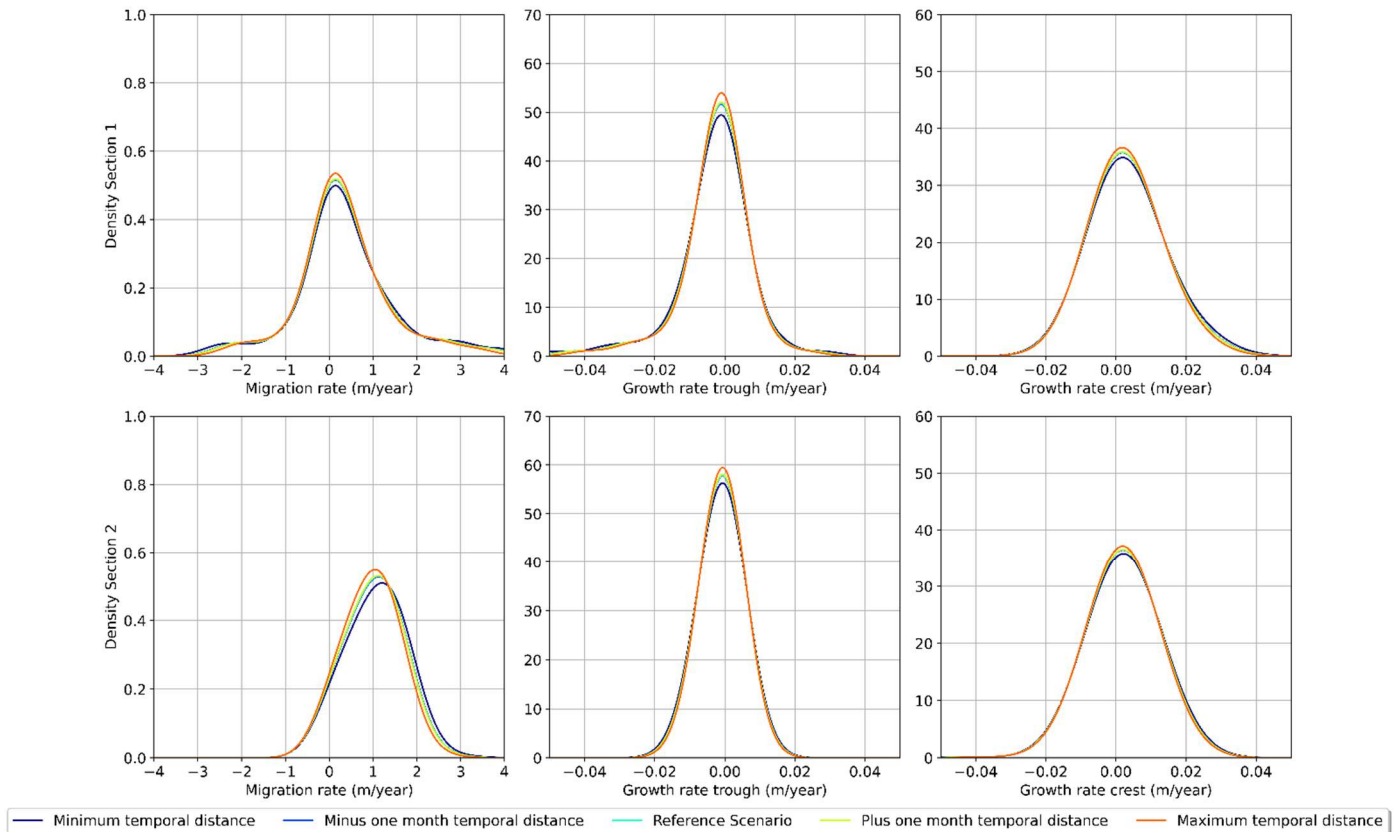 1.0
0.8
0.6
0.4
0.2
0.0
Density Section 1
−4 −3 −2 −1 0 1 2 3 4
Migration rate (m/year)
70
60
50
40
30
20
10
0
−0.04 −0.02 0.00 0.02 0.04
Growth rate trough (m/year)
60
50
40
30
20
10
0
−0.04 −0.02 0.00 0.02 0.04
Growth rate crest (m/year)
1.0
0.8
0.6
0.4
0.2
0.0
Density Section 2
−4 −3 −2 −1 0 1 2 3 4
Migration rate (m/year)
70
60
50
40
30
20
10
0
−0.04 −0.02 0.00 0.02 0.04
Growth rate trough (m/year)
60
50
40
30
20
10
0
−0.04 −0.02 0.00 0.02 0.04
Growth rate crest (m/year)
Minimum temporal distance Minus one month temporal distance Reference Scenario Plus one month temporal distance Maximum temporal distance